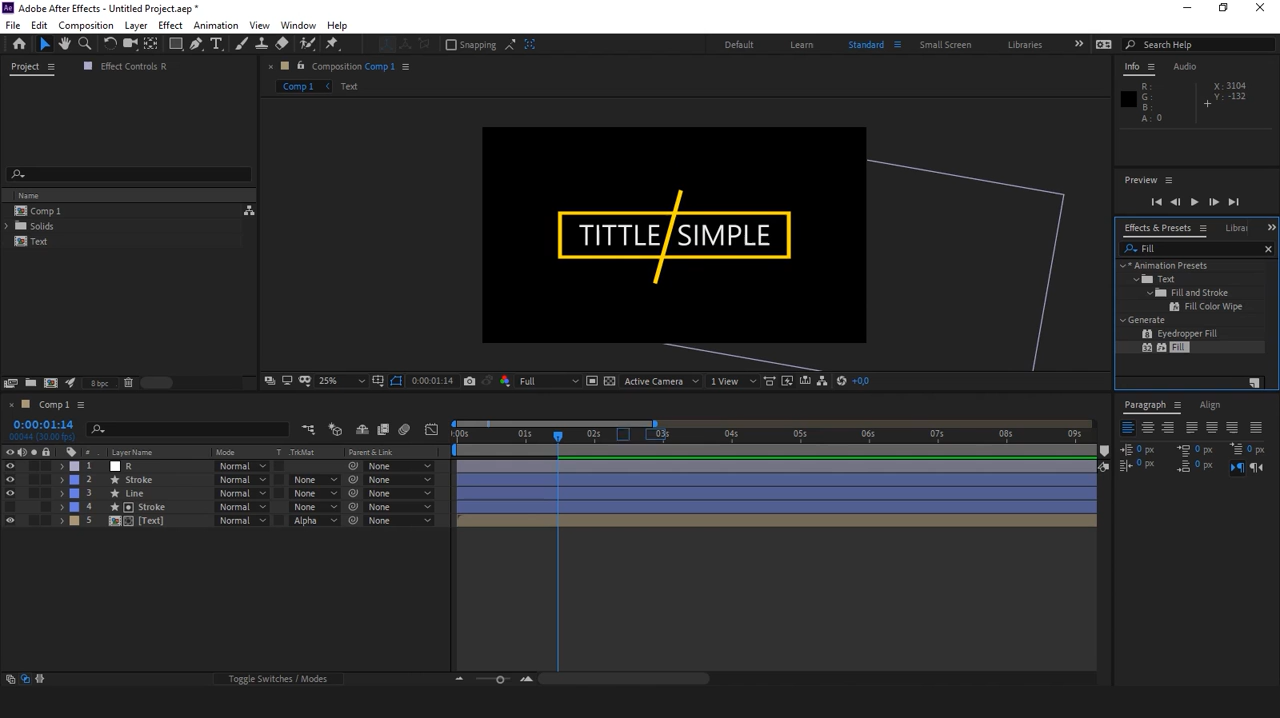 Adobe After Effects - Untitled Project.aep *
File Edit Composition Layer Effect Animation View Window Help
Snapping Default Learn Standard Small Screen Libraries Search Help
Project Effect Controls R
Composition Comp 1
Comp 1 Text
Info Audio
R :
G :
B :
A : 0
X : 3104
Y : -132
TITTLE SIMPLE
Name
Comp 1
Solids
Text
8 bpc
25% 0:00:01:14 Full Active Camera 1 View +0,0
Preview
Effects & Presets Librai
Fill
* Animation Presets
Text
Fill and Stroke
Fill Color Wipe
Generate
Eyedropper Fill
Fill
Comp 1
0:00:01:14
00044 (30.00 fps)
# Layer Name Mode T .TrkMat Parent & Link
1 R Normal None
2 Stroke Normal None None
3 Line Normal None None
4 Stroke Normal None None
5 [Text] Normal Alpha None
:00s 01s 02s 03s 04s 05s 06s 07s 08s 09s
Toggle Switches / Modes
Paragraph Align
0 px 0 px 0 px
0 px 0 px